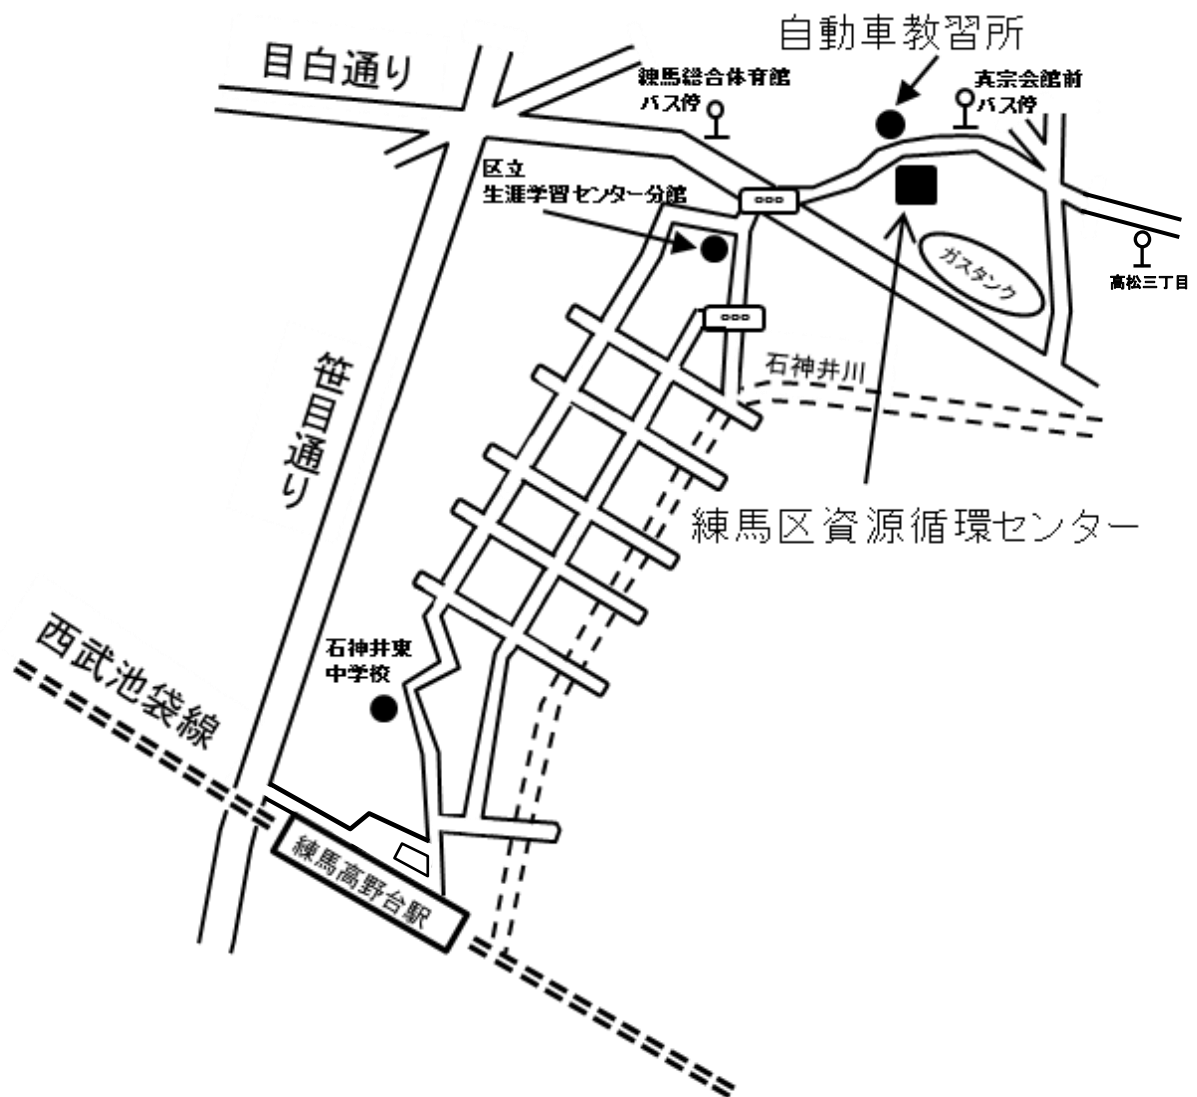 自動車教習所
目白通り
練馬総合体育館
バス停
真宗会館前
バス停
区立
生涯学習センター分館
ガスタンク
高松三丁目
石神井川
笹目通り
練馬区資源循環センター
石神井東
中学校
西武池袋線
練馬高野台駅